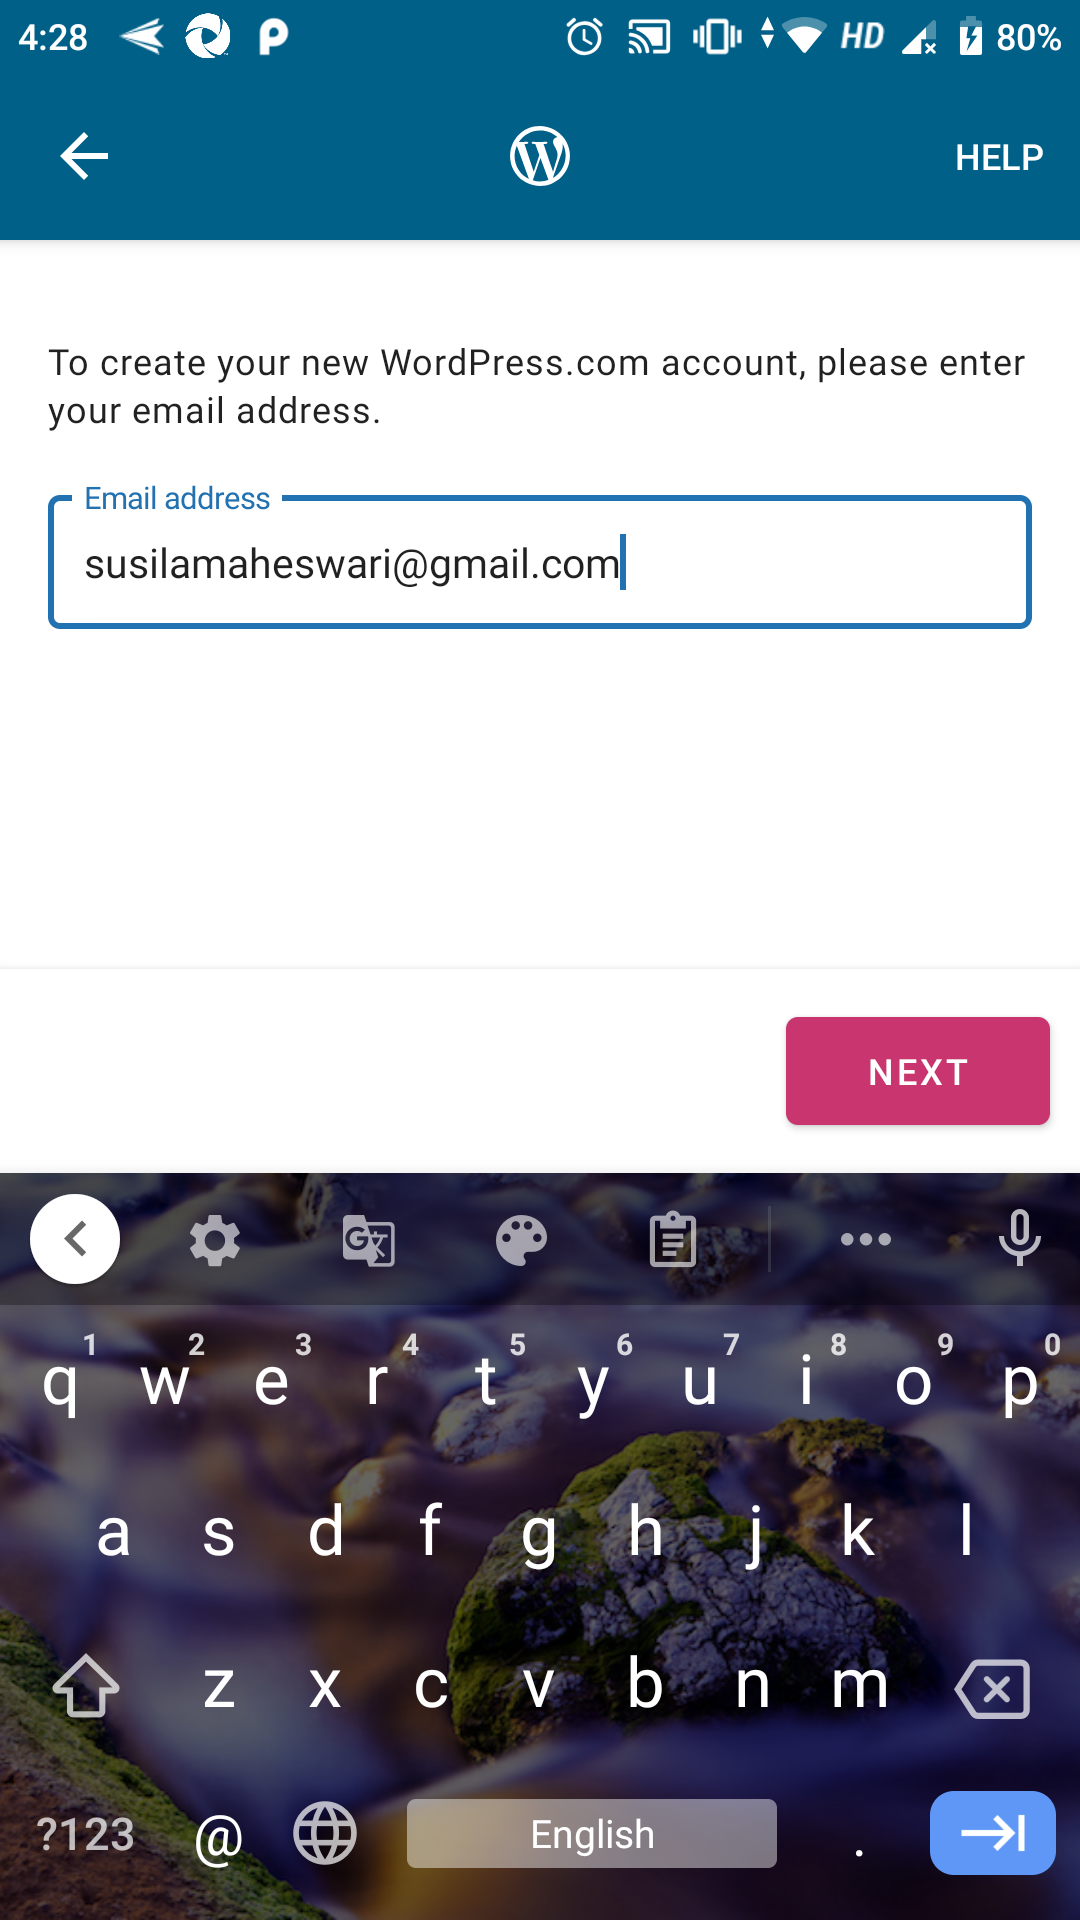 4:28 HD 80%
HELP
To create your new WordPress.com account, please enter
your email address.
Email address
susilamaheswari@gmail.com
NEXT
1 2 3 4 5 6 7 8 9 0
q w e r t y u i o p
a s d f g h j k l
z x c v b n m
?123 @ English .